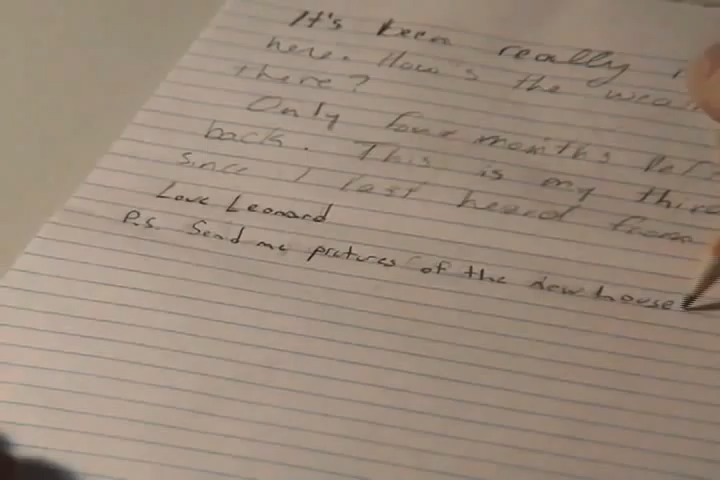 It's been really
here. How's the
there?
Only four months
back. This is my
since I last heard from
Love Leonard
P.S. Send me pictures of the new house